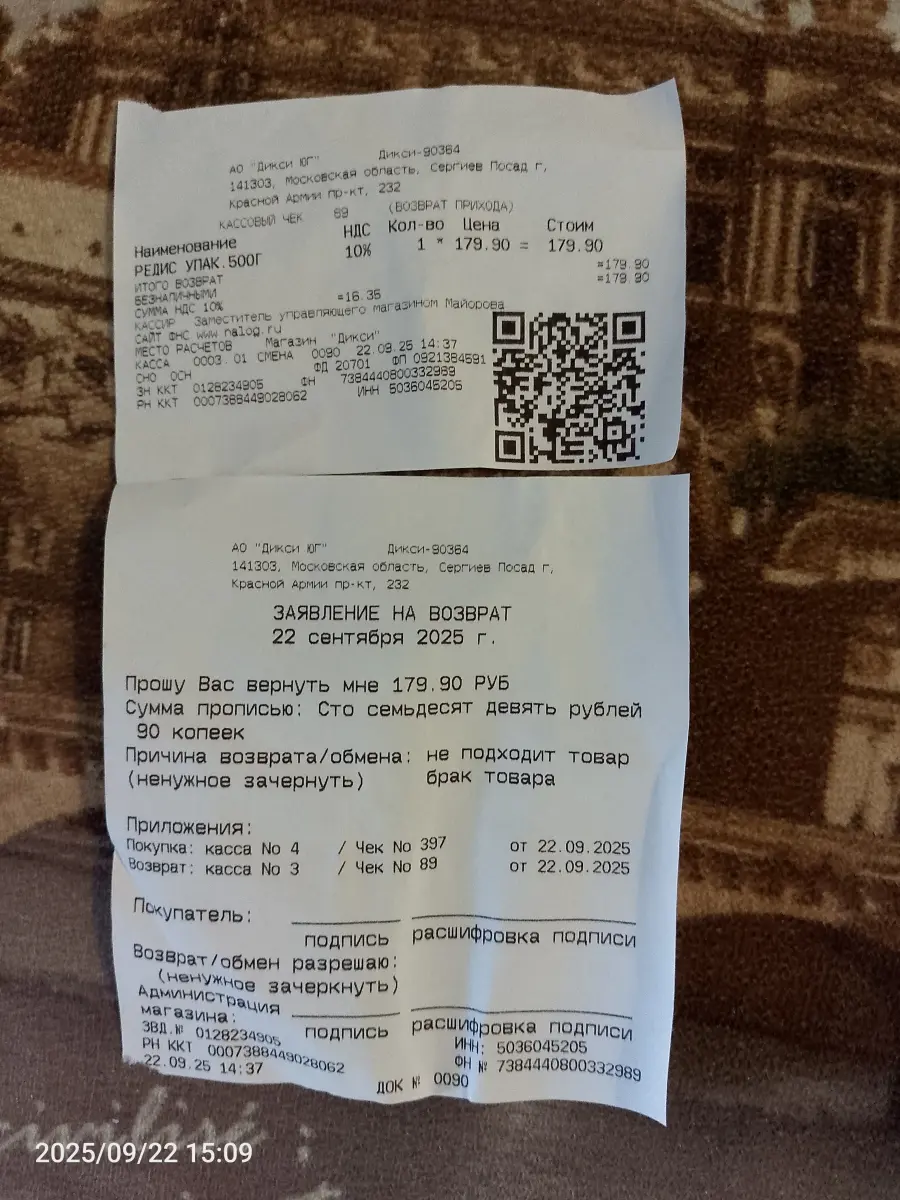 АО "Дикси ЮГ" Дикси-90364
141303, Московская область, Сергиев Посад г,
Красной Армии пр-кт, 232
КАССОВЫЙ ЧЕК 89 (ВОЗВРАТ ПРИХОДА)
Наименование НДС Кол-во Цена Стоим
РЕДИС УПАК.500Г 10% 1 * 179.90 = 179.90
ИТОГО ВОЗВРАТ =179.90
БЕЗНАЛИЧНЫМИ =179.90
СУММА НДС 10% =16.35
КАССИР Заместитель управляющего магазином Майорова
САЙТ ФНС www.nalog.ru
МЕСТО РАСЧЕТОВ Магазин "Дикси"
КАССА 0003.01 СМЕНА 0090 22.09.25 14:37
СНО ОСН ФД 20701 ФП 0921384591
ЗН ККТ 0128234905 ФН 7384440800332989
РН ККТ 0007388449028062 ИНН 5036045205
АО "Дикси ЮГ" Дикси-90364
141303, Московская область, Сергиев Посад г,
Красной Армии пр-кт, 232
ЗАЯВЛЕНИЕ НА ВОЗВРАТ
22 сентября 2025 г.
Прошу Вас вернуть мне 179.90 РУБ
Сумма прописью: Сто семьдесят девять рублей
90 копеек
Причина возврата/обмена: не подходит товар
(ненужное зачернуть) брак товара
Приложения:
Покупка: касса No 4 / Чек No 397 от 22.09.2025
Возврат: касса No 3 / Чек No 89 от 22.09.2025
Покупатель:
подпись расшифровка подписи
Возврат/обмен разрешаю:
(ненужное зачеркнуть)
Администрация
магазина:
подпись расшифровка подписи
ЗВД.№ 0128234905 ИНН: 5036045205
РН ККТ 0007388449028062 ФН № 7384440800332989
22.09.25 14:37 ДОК № 0090
2025/09/22 15:09